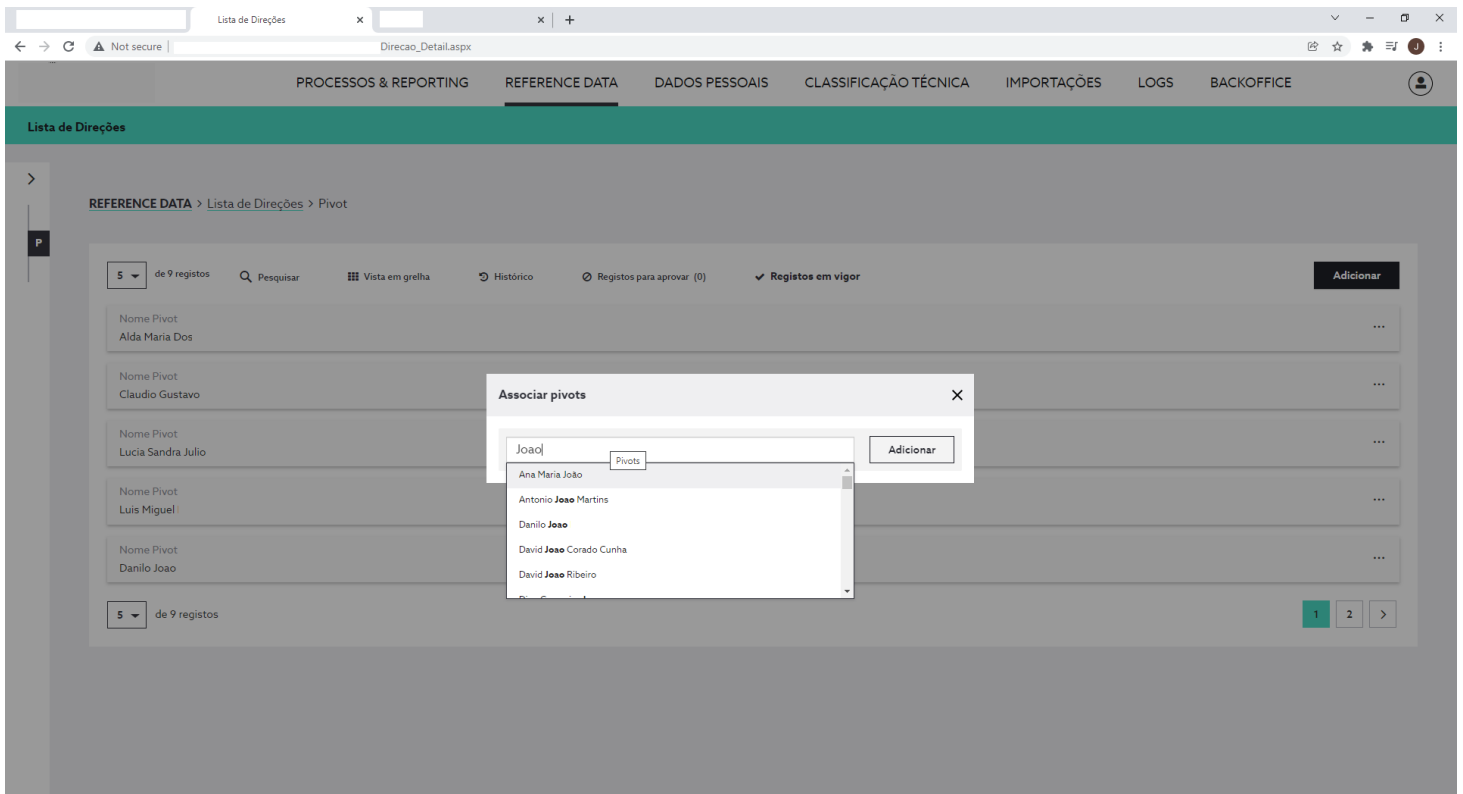 Lista de Direções
Not secure | Direcao_Detail.aspx
J
PROCESSOS & REPORTING REFERENCE DATA DADOS PESSOAIS CLASSIFICAÇÃO TÉCNICA IMPORTAÇÕES LOGS BACKOFFICE
Lista de Direções
REFERENCE DATA > Lista de Direções > Pivot
P
5 de 9 registos Pesquisar Vista em grelha Histórico Registos para aprovar (0) Registos em vigor Adicionar
Nome Pivot
Alda Maria Dos
Nome Pivot
Claudio Gustavo
Nome Pivot
Lucia Sandra Julio
Nome Pivot
Luis Miguel
Nome Pivot
Danilo Joao
5 de 9 registos
1 2 >
Associar pivots
Joao
Adicionar
Pivots
Ana Maria João
Antonio Joao Martins
Danilo Joao
David Joao Corado Cunha
David Joao Ribeiro